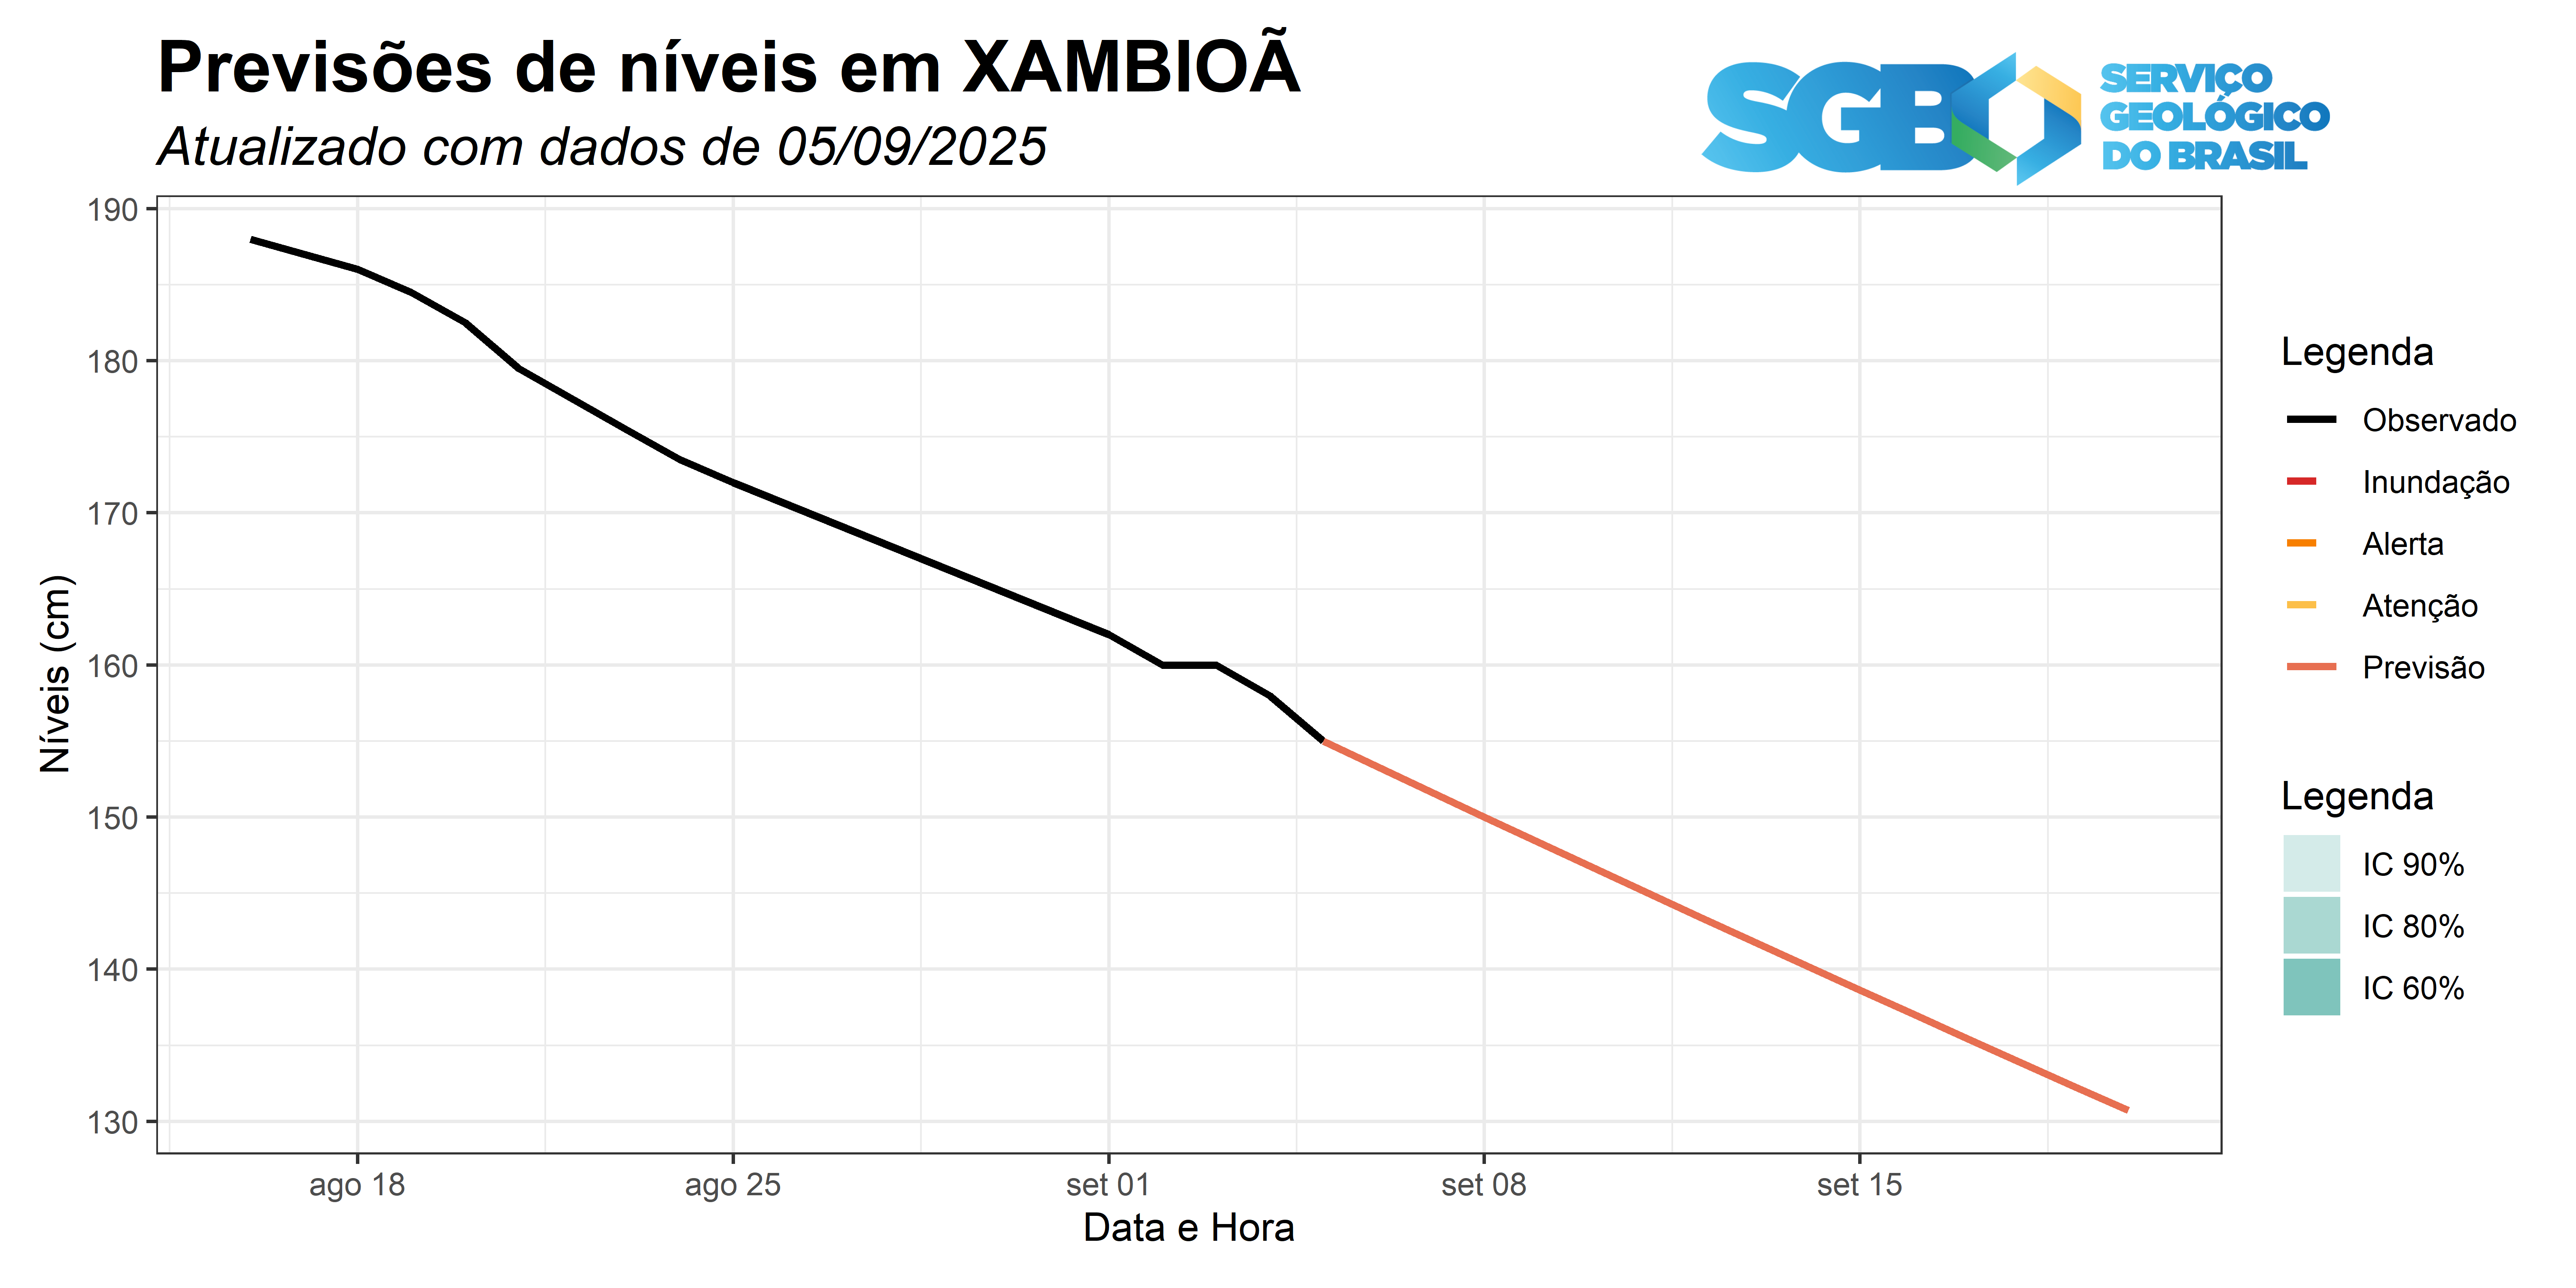 Previsões de níveis em XAMBIOÃ
Atualizado com dados de 05/09/2025
SGB
SERVIÇO
GEOLÓGICO
DO BRASIL
Níveis (cm)
190
180
170
160
150
140
130
ago 18
ago 25
set 01
set 08
set 15
Data e Hora
Legenda
Observado
Inundação
Alerta
Atenção
Previsão
Legenda
IC 90%
IC 80%
IC 60%